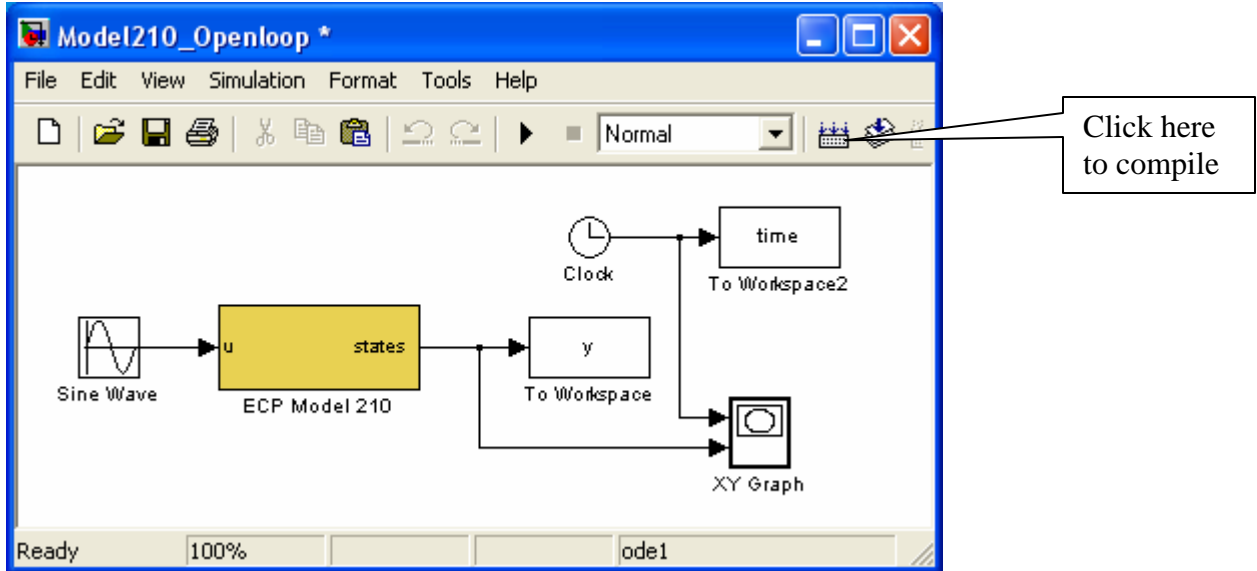 Model210_Openloop *
File Edit View Simulation Format Tools Help
Normal
Click here
to compile
time
Clock
To Workspace2
u
states
y
Sine Wave
ECP Model 210
To Workspace
XY Graph
Ready
100%
ode1